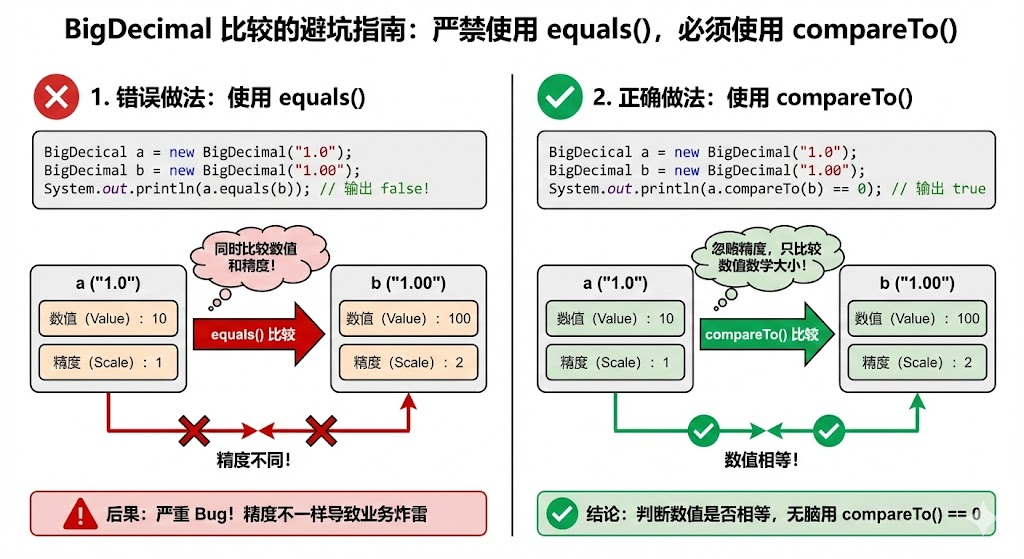 BigDecimal 比较的避坑指南：严禁使用 equals()，必须使用 compareTo()
1. 错误做法：使用 equals()
BigDecical a = new BigDecimal("1.0");
BigDecimal b = new BigDecimal("1.00");
System.out.println(a.equals(b)); // 输出 false!
同时比较数值
和精度！
a ("1.0")
数值（Value）: 10
精度（Scale）: 1
equals() 比较
b ("1.00")
数值（Value）: 100
精度（Scale）: 2
精度不同！
后果：严重 Bug！精度不一样导致业务炸雷
2. 正确做法：使用 compareTo()
BigDecical a = new BigDecimal("1.0");
BigDecimal b = new BigDecimal("1.00");
System.out.println(a.compareTo(b) == 0); // 输出 true
忽略精度，只比较
数值数学大小！
a ("1.0")
数值（Value）: 10
精度（Scale）: 1
compareTo() 比较
b ("1.00")
数值（Value）: 100
精度（Scale）: 2
数值相等！
结论：判断数值是否相等，无脑用 compareTo() == 0